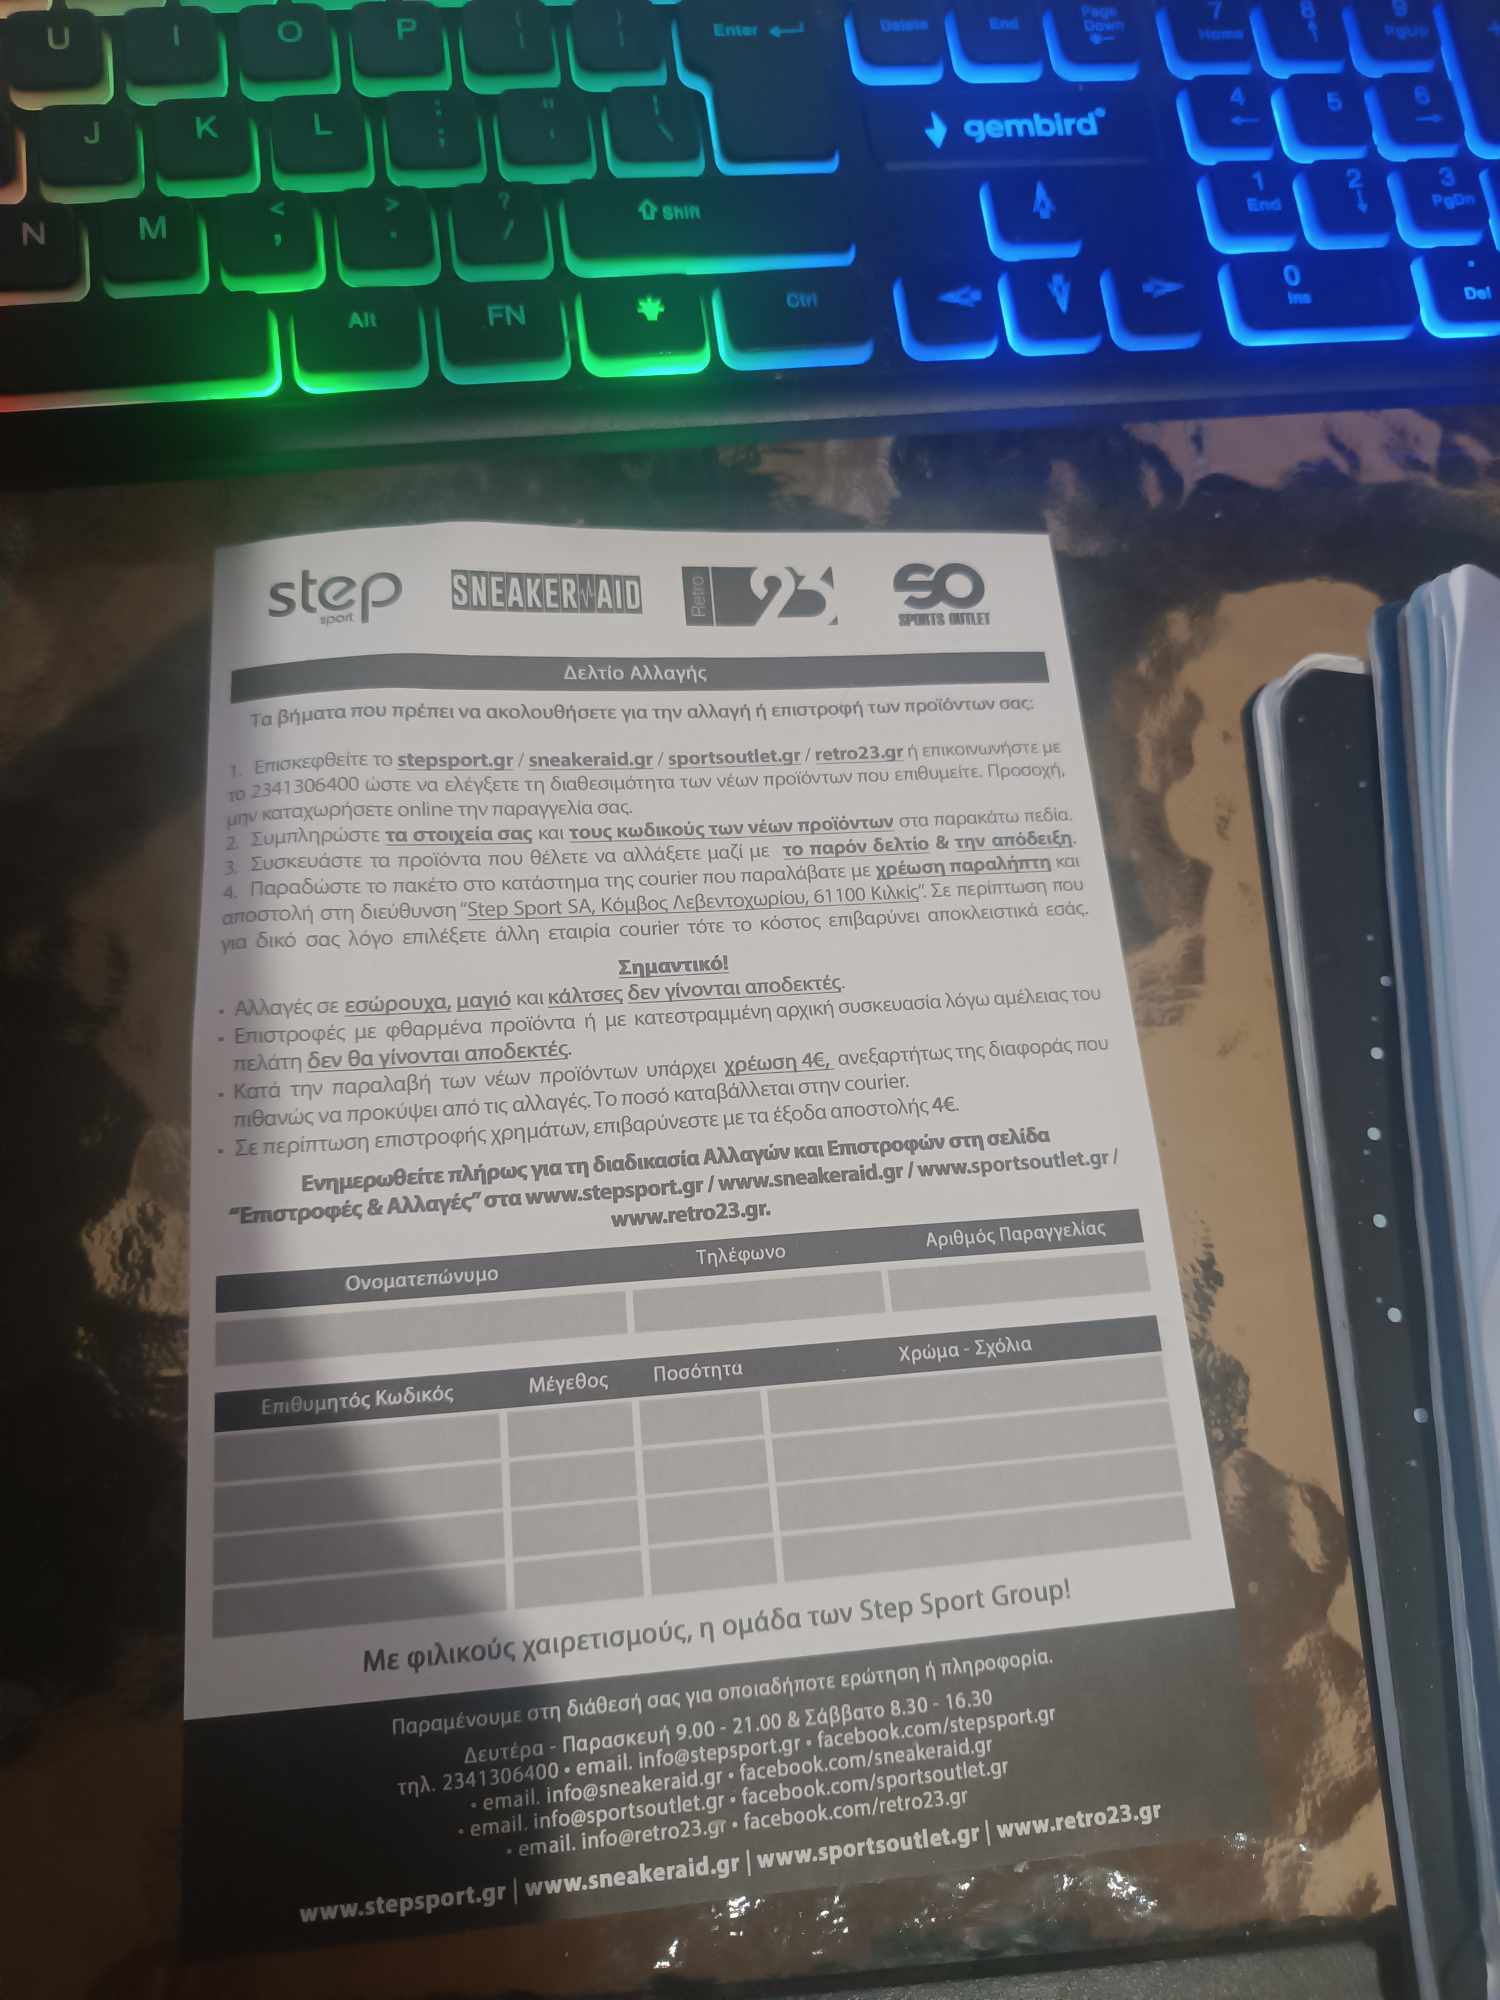 U I O P { [ } ] Enter Delete End Page Down 7 Home 8 9 PgUp
J K L : ; " ' | \ gembird 4 5 6
N M < , > . ? / Shift 1 End 2 3 PgDn
Alt FN Ctrl 0 Ins . Del
step sport SNEAKER AID Retro 23 SO SPORTS OUTLET
Δελτίο Αλλαγής
Τα βήματα που πρέπει να ακολουθήσετε για την αλλαγή ή επιστροφή των προϊόντων σας:
1. Επισκεφθείτε το stepsport.gr / sneakeraid.gr / sportsoutlet.gr / retro23.gr ή επικοινωνήστε με
το 2341306400 ώστε να ελέγξετε τη διαθεσιμότητα των νέων προϊόντων που επιθυμείτε. Προσοχή,
μην καταχωρήσετε online την παραγγελία σας.
2. Συμπληρώστε τα στοιχεία σας και τους κωδικούς των νέων προϊόντων στα παρακάτω πεδία.
3. Συσκευάστε τα προϊόντα που θέλετε να αλλάξετε μαζί με το παρόν δελτίο & την απόδειξη.
4. Παραδώστε το πακέτο στο κατάστημα της courier που παραλάβατε με χρέωση παραλήπτη και
αποστολή στη διεύθυνση "Step Sport SA, Κόμβος Λεβεντοχωρίου, 61100 Κιλκίς". Σε περίπτωση που
για δικό σας λόγο επιλέξετε άλλη εταιρία courier τότε το κόστος επιβαρύνει αποκλειστικά εσάς.
Σημαντικό!
• Αλλαγές σε εσώρουχα, μαγιό και κάλτσες δεν γίνονται αποδεκτές.
• Επιστροφές με φθαρμένα προϊόντα ή με κατεστραμμένη αρχική συσκευασία λόγω αμέλειας του
πελάτη δεν θα γίνονται αποδεκτές.
• Κατά την παραλαβή των νέων προϊόντων υπάρχει χρέωση 4€, ανεξαρτήτως της διαφοράς που
πιθανώς να προκύψει από τις αλλαγές. Το ποσό καταβάλλεται στην courier.
• Σε περίπτωση επιστροφής χρημάτων, επιβαρύνεστε με τα έξοδα αποστολής 4€.
Ενημερωθείτε πλήρως για τη διαδικασία Αλλαγών και Επιστροφών στη σελίδα
"Επιστροφές & Αλλαγές" στα www.stepsport.gr / www.sneakeraid.gr / www.sportsoutlet.gr /
www.retro23.gr.
Ονοματεπώνυμο Τηλέφωνο Αριθμός Παραγγελίας
Επιθυμητός Κωδικός Μέγεθος Ποσότητα Χρώμα - Σχόλια
Με φιλικούς χαιρετισμούς, η ομάδα των Step Sport Group!
Παραμένουμε στη διάθεσή σας για οποιαδήποτε ερώτηση ή πληροφορία.
Δευτέρα - Παρασκευή 9.00 - 21.00 & Σάββατο 8.30 - 16.30
τηλ. 2341306400 • email. info@stepsport.gr • facebook.com/stepsport.gr
• email. info@sneakeraid.gr • facebook.com/sneakeraid.gr
• email. info@sportsoutlet.gr • facebook.com/sportsoutlet.gr
• email. info@retro23.gr • facebook.com/retro23.gr
www.stepsport.gr | www.sneakeraid.gr | www.sportsoutlet.gr | www.retro23.gr